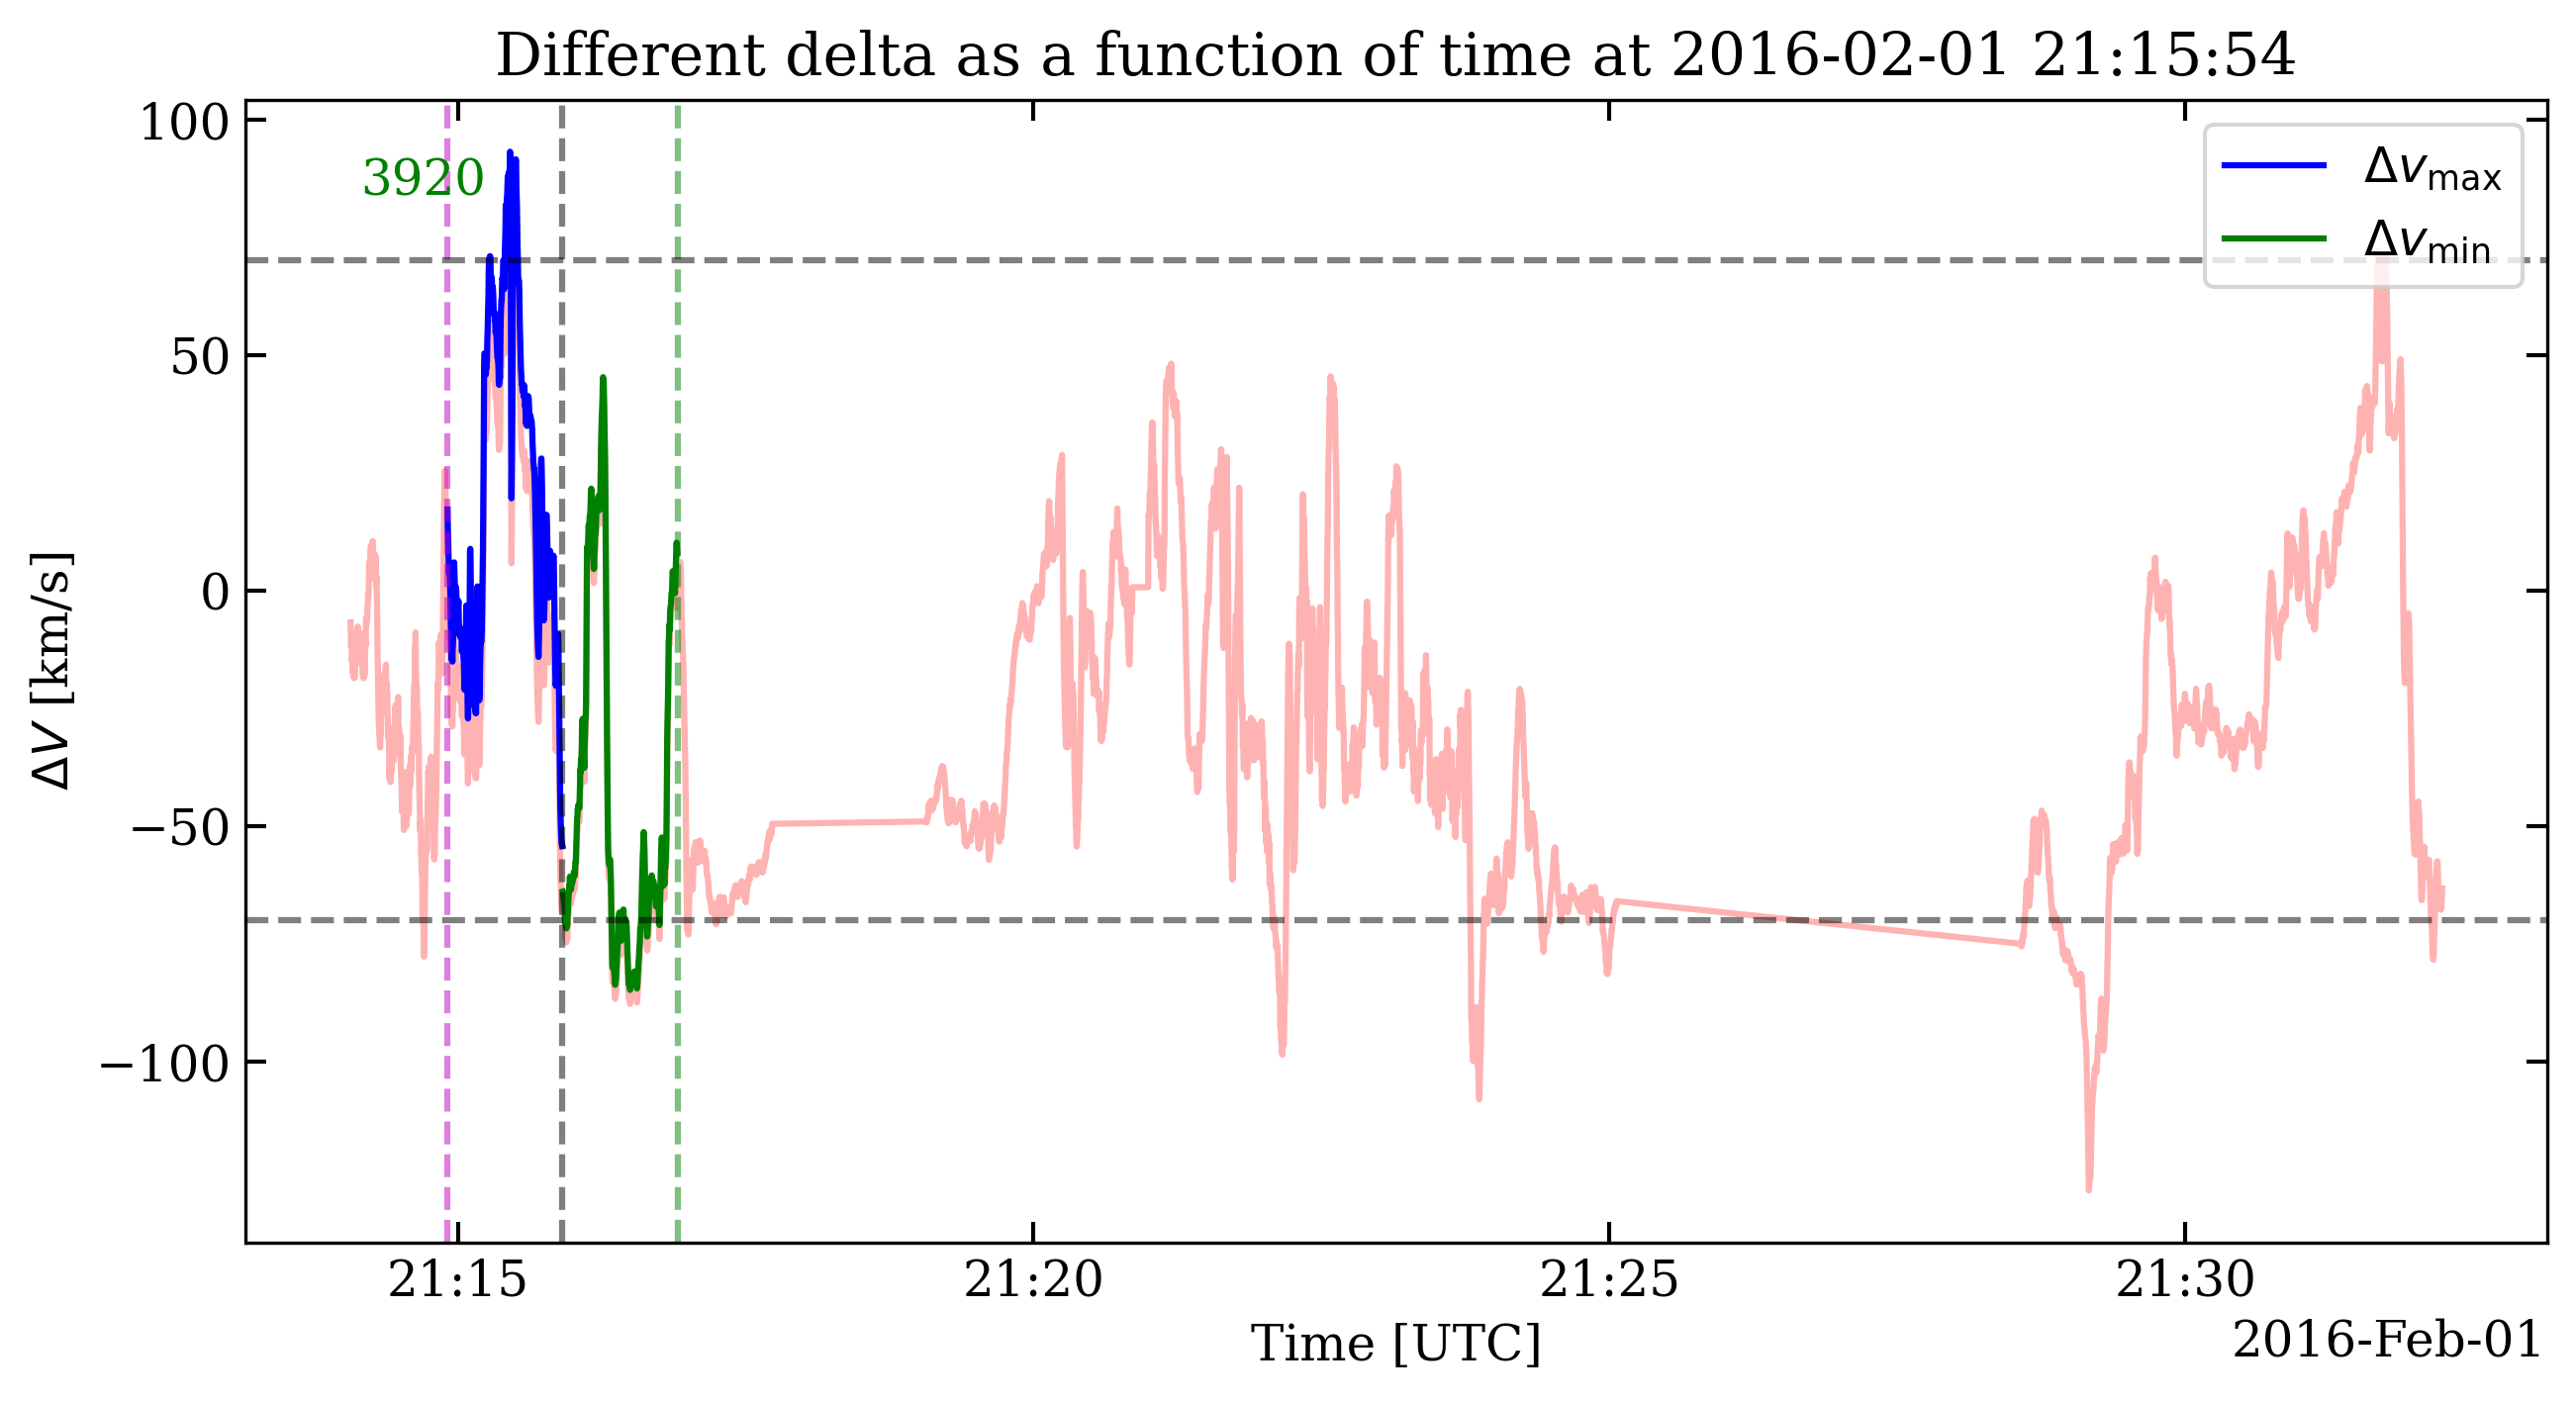 Different delta as a function of time at 2016-02-01 21:15:54
100
50
0
−50
−100
ΔV [km/s]
3920
Δvmax
Δvmin
21:15
21:20
21:25
21:30
Time [UTC]
2016-Feb-01